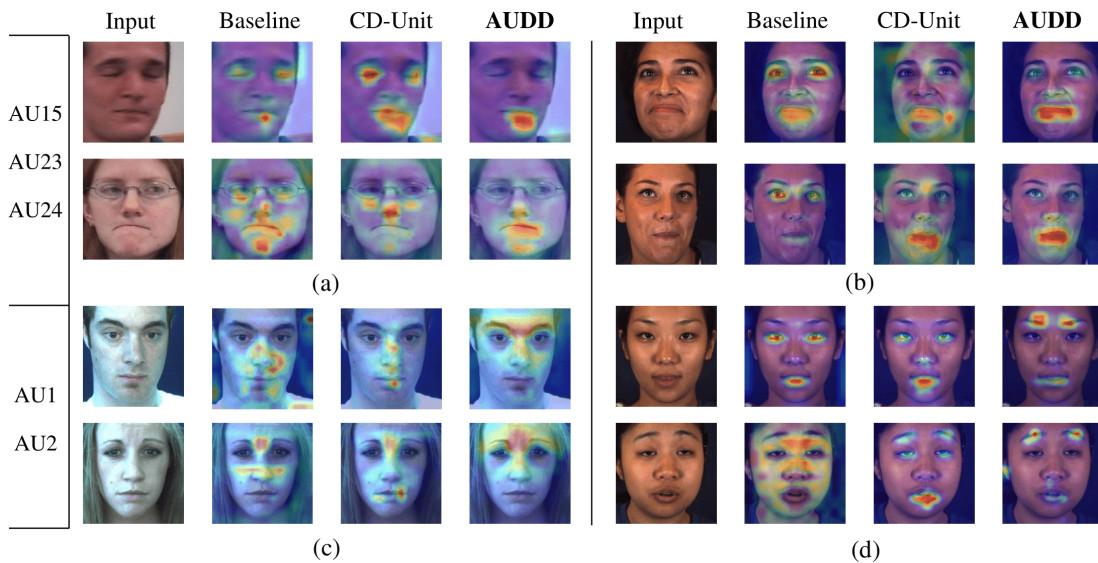 Input Baseline CD-Unit AUDD Input Baseline CD-Unit AUDD
AU15
AU23
AU24
(a) (b)
AU1
AU2
(c) (d)